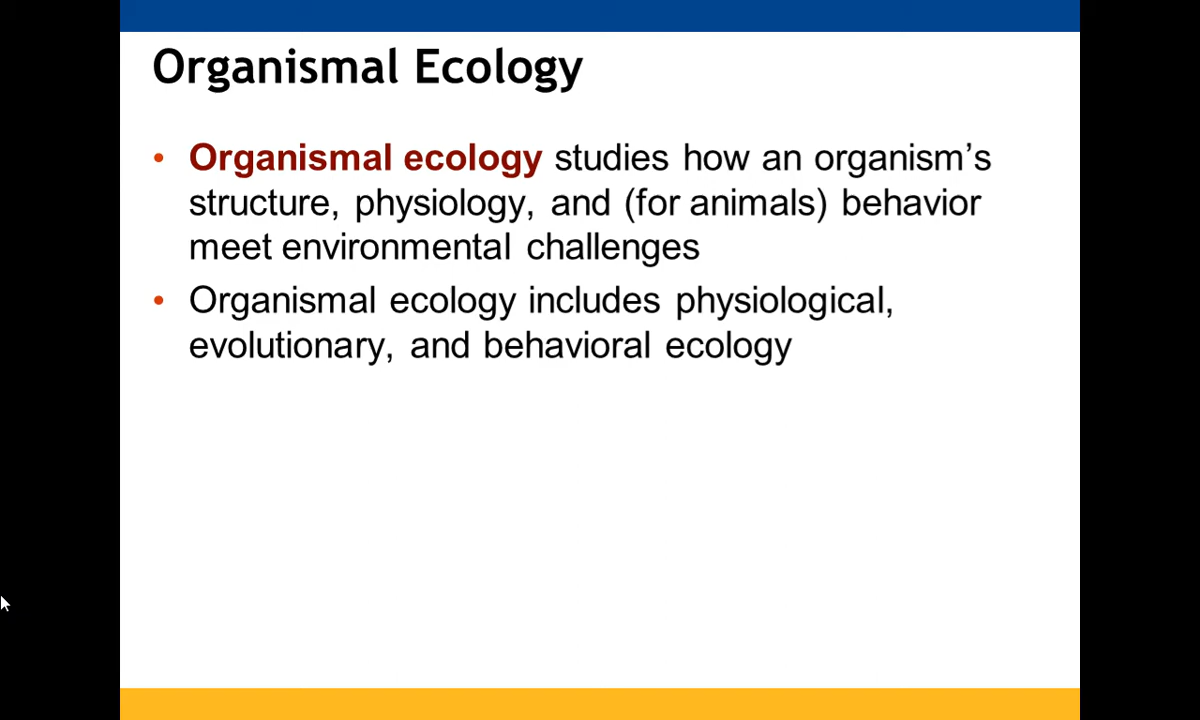 Organismal Ecology
• Organismal ecology studies how an organism’s
structure, physiology, and (for animals) behavior
meet environmental challenges
• Organismal ecology includes physiological,
evolutionary, and behavioral ecology